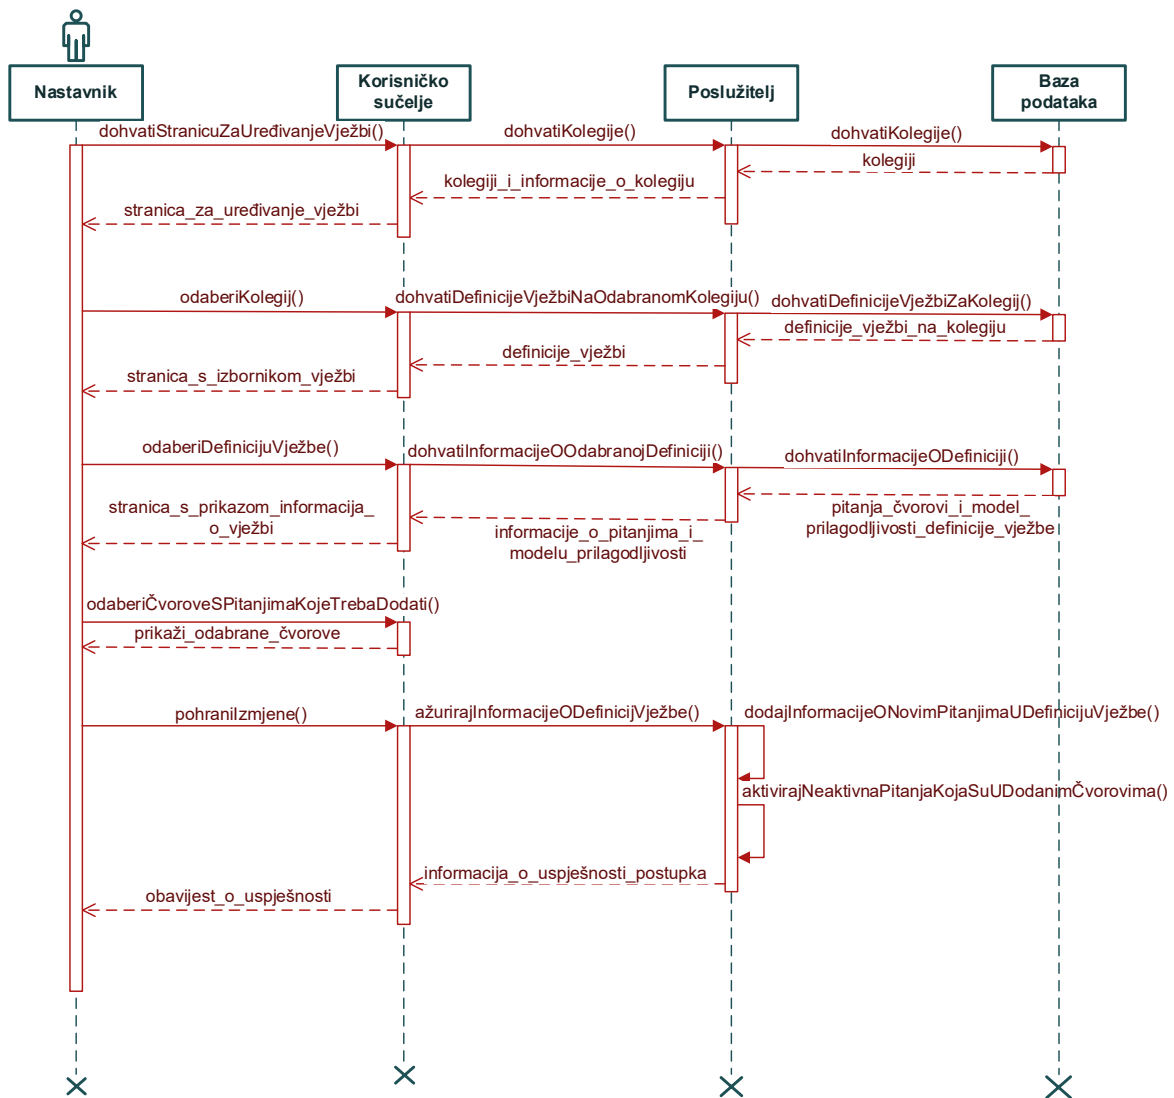 Nastavnik
Korisničko
sučelje
Poslužitelj
Baza
podataka
dohvatiStranicuZaUređivanjeVježbi()
dohvatiKolegije()
dohvatiKolegije()
kolegiji
kolegiji_i_informacije_o_kolegiju
stranica_za_uređivanje_vježbi
odaberiKolegij()
dohvatiDefinicijeVježbiNaOdabranomKolegiju()
dohvatiDefinicijeVježbiZaKolegij()
definicije_vježbi_na_kolegiju
definicije_vježbi
stranica_s_izbornikom_vježbi
odaberiDefinicijuVježbe()
dohvatiInformacijeOOdabranojDefiniciji()
dohvatiInformacijeODefiniciji()
pitanja_čvorovi_i_model_
prilagodljivosti_definicije_vježbe
informacije_o_pitanjima_i_
modelu_prilagodljivosti
stranica_s_prikazom_informacija_
o_vježbi
odaberiČvoroveSPitanjimaKojeTrebaDodati()
prikaži_odabrane_čvorove
pohraniIzmjene()
ažurirajInformacijeODefinicijVježbe()
dodajInformacijeONovimPitanjimaUDefinicijuVježbe()
aktivirajNeaktivnaPitanjaKojaSuUDodanimČvorovima()
informacija_o_uspješnosti_postupka
obavijest_o_uspješnosti